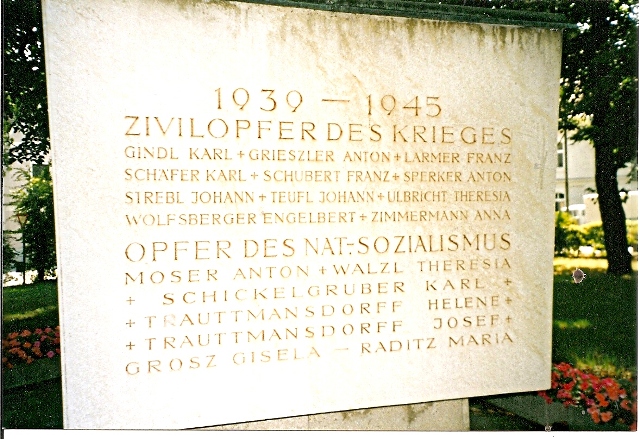 1939 — 1945
ZIVILOPFER DES KRIEGES
GINDL KARL + GRIESZLER ANTON + LARMER FRANZ
SCHÄFER KARL + SCHUBERT FRANZ + SPERKER ANTON
STREBL JOHANN + TEUFL JOHANN + ULBRICHT THERESIA
WOLFSBERGER ENGELBERT + ZIMMERMANN ANNA
OPFER DES NAT.-SOZIALISMUS
MOSER ANTON + WALZL THERESIA
+ SCHICKELGRUBER KARL +
+ TRAUTTMANSDORFF HELENE +
+ TRAUTTMANSDORFF JOSEF +
GROSZ GISELA — RADITZ MARIA